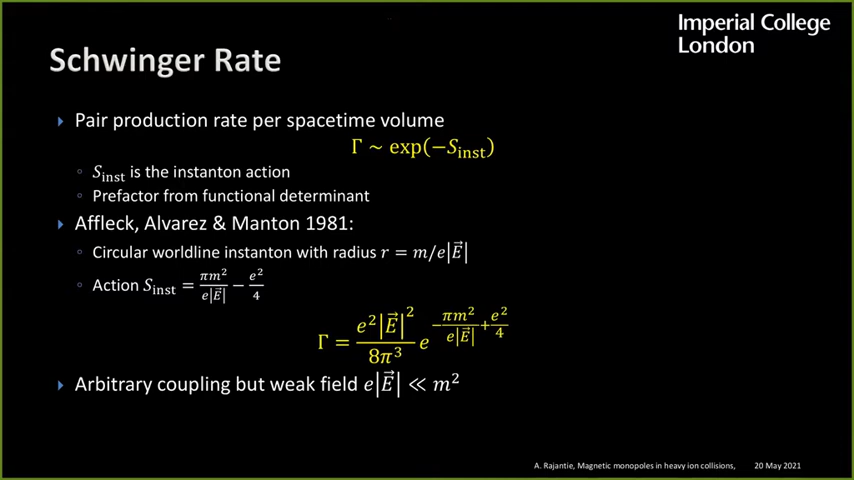 Imperial College
London
Schwinger Rate
Pair production rate per spacetime volume
Γ ~ exp(−S_inst)
S_inst is the instanton action
Prefactor from functional determinant
Affleck, Alvarez & Manton 1981:
Circular worldline instanton with radius r = m/e|E⃗|
Action S_inst = πm²/e|E⃗| − e²/4
Γ = e²|E⃗|²/8π³ e^(−πm²/e|E⃗| + e²/4)
Arbitrary coupling but weak field e|E⃗| ≪ m²
A. Rajantie, Magnetic monopoles in heavy ion collisions, 20 May 2021